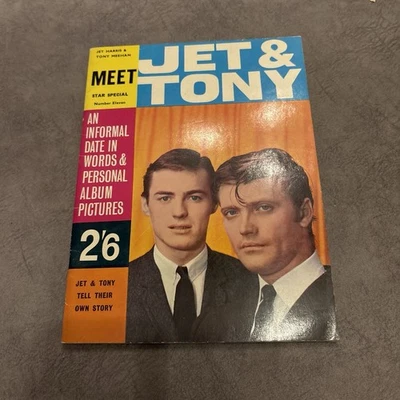 JET HARRIS &
TONY MEEHAN
MEET
STAR SPECIAL
Number Eleven
JET &
TONY
AN
INFORMAL
DATE IN
WORDS &
PERSONAL
ALBUM
PICTURES
2'6
JET & TONY
TELL THEIR
OWN STORY